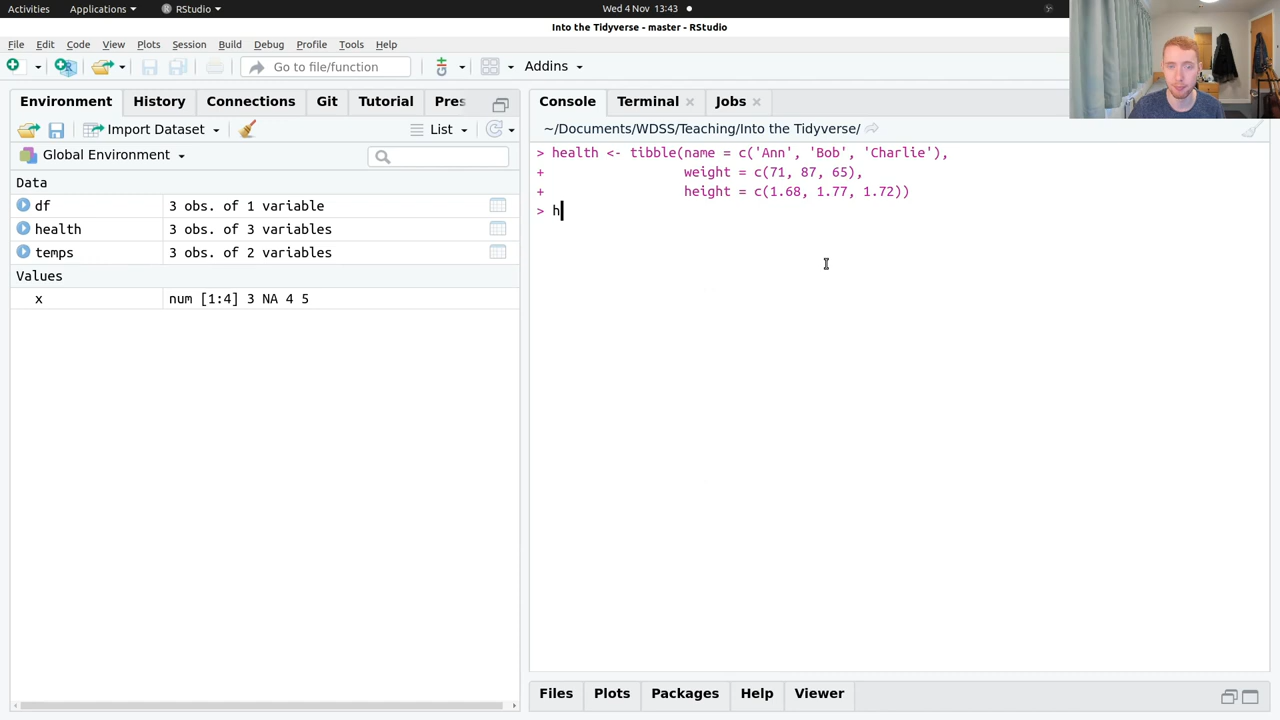 Activities Applications RStudio Wed 4 Nov 13:43
Into the Tidyverse - master - RStudio
File Edit Code View Plots Session Build Debug Profile Tools Help
Go to file/function Addins
Environment History Connections Git Tutorial Pres
Import Dataset List
Global Environment
Data
df 3 obs. of 1 variable
health 3 obs. of 3 variables
temps 3 obs. of 2 variables
Values
x num [1:4] 3 NA 4 5
Console Terminal Jobs
~/Documents/WDSS/Teaching/Into the Tidyverse/
> health <- tibble(name = c('Ann', 'Bob', 'Charlie'),
+ weight = c(71, 87, 65),
+ height = c(1.68, 1.77, 1.72))
> h
Files Plots Packages Help Viewer